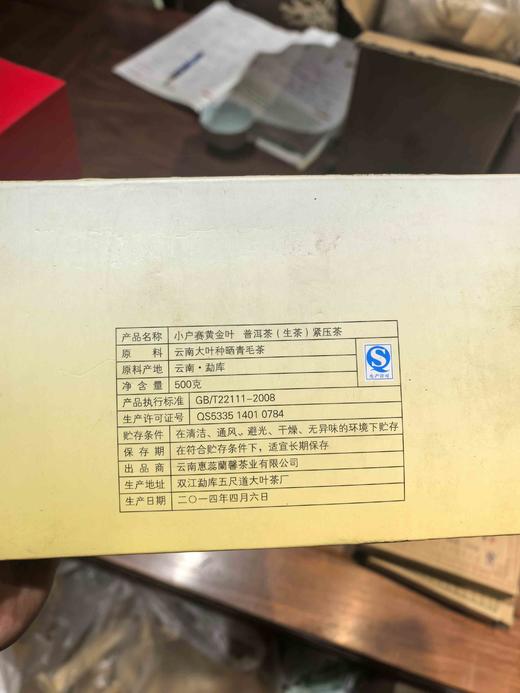 产品名称 小户赛黄金叶 普洱茶（生茶）紧压茶
原料 云南大叶种晒青毛茶
原料产地 云南·勐库
净含量 500克
产品执行标准 GB/T22111-2008
生产许可证号 QS5335 1401 0784
贮存条件 在清洁、通风、避光、干燥、无异味的环境下贮存
保存期 在符合贮存条件下，适宜长期保存
出品商 云南惠蕊蘭馨茶业有限公司
生产地址 双江勐库五尺道大叶茶厂
生产日期 二〇一四年四月六日
生产许可